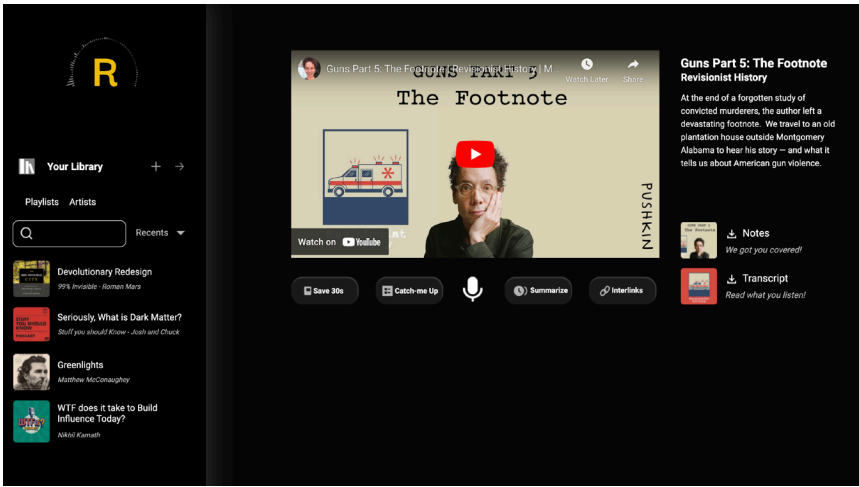 R
Your Library
Playlists Artists
Recents
Devolutionary Redesign
99% Invisible - Roman Mars
Seriously, What is Dark Matter?
Stuff you should Know - Josh and Chuck
Greenlights
Matthew McConaughey
WTF does it take to Build
Influence Today?
Nikhil Kamath
Guns Part 5: The Footnote | Revisionist History | M...
Watch Later
Share
GUNS PART 5
The Footnote
PUSHKIN
Watch on YouTube
Save 30s
Catch-me Up
Summarize
Interlinks
Guns Part 5: The Footnote
Revisionist History
At the end of a forgotten study of
convicted murderers, the author left a
devastating footnote. We travel to an old
plantation house outside Montgomery
Alabama to hear his story — and what it
tells us about American gun violence.
Notes
We got you covered!
Transcript
Read what you listen!